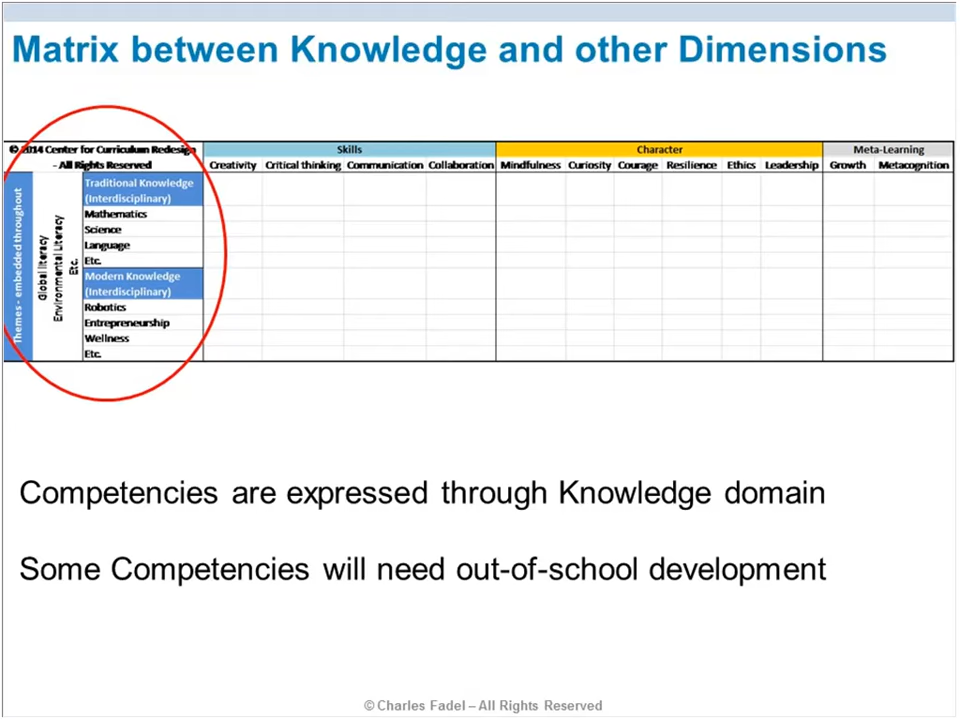 Matrix between Knowledge and other Dimensions
© 2014 Center for Curriculum Redesign
- All Rights Reserved
Skills
Character
Meta-Learning
Creativity Critical thinking Communication Collaboration Mindfulness Curiosity Courage Resilience Ethics Leadership Growth Metacognition
Themes - embedded throughout
Global literacy
Environmental Literacy
Etc.
Traditional Knowledge
(Interdisciplinary)
Mathematics
Science
Language
Etc.
Modern Knowledge
(Interdisciplinary)
Robotics
Entrepreneurship
Wellness
Etc.
Competencies are expressed through Knowledge domain
Some Competencies will need out-of-school development
© Charles Fadel – All Rights Reserved